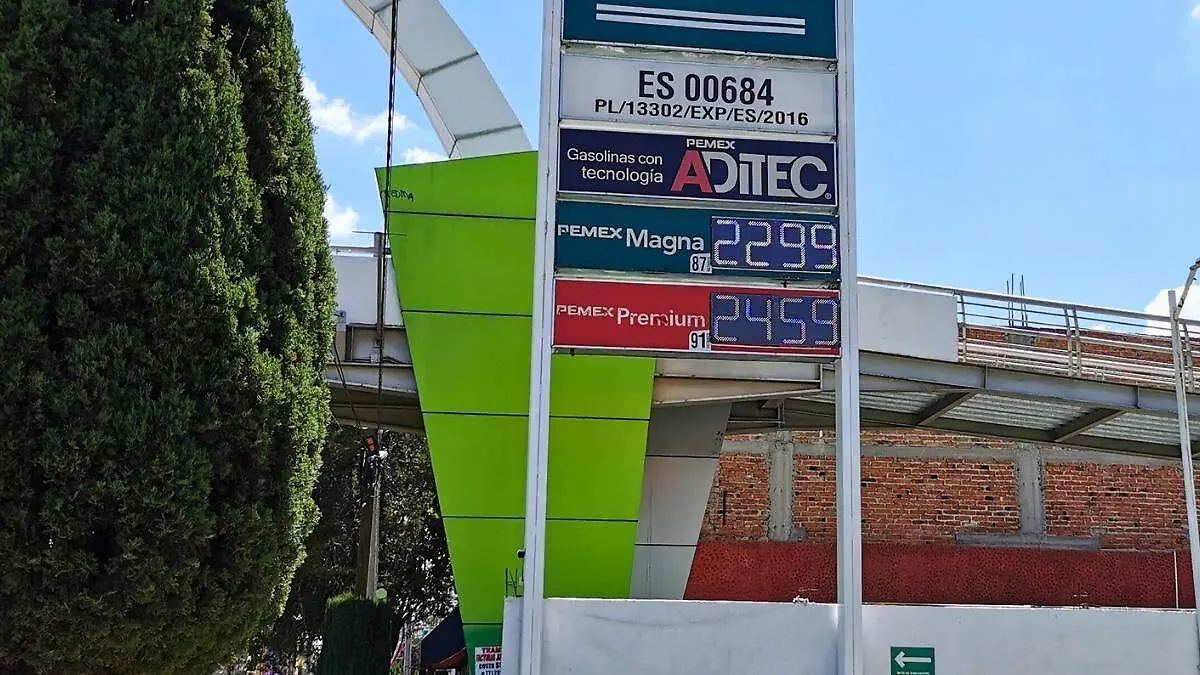 ES 00684
PL/13302/EXP/ES/2016
Gasolinas con
tecnología
PEMEX
ADITEC®
PEMEX Magna 2299
87
PEMEX Premium 2459
91